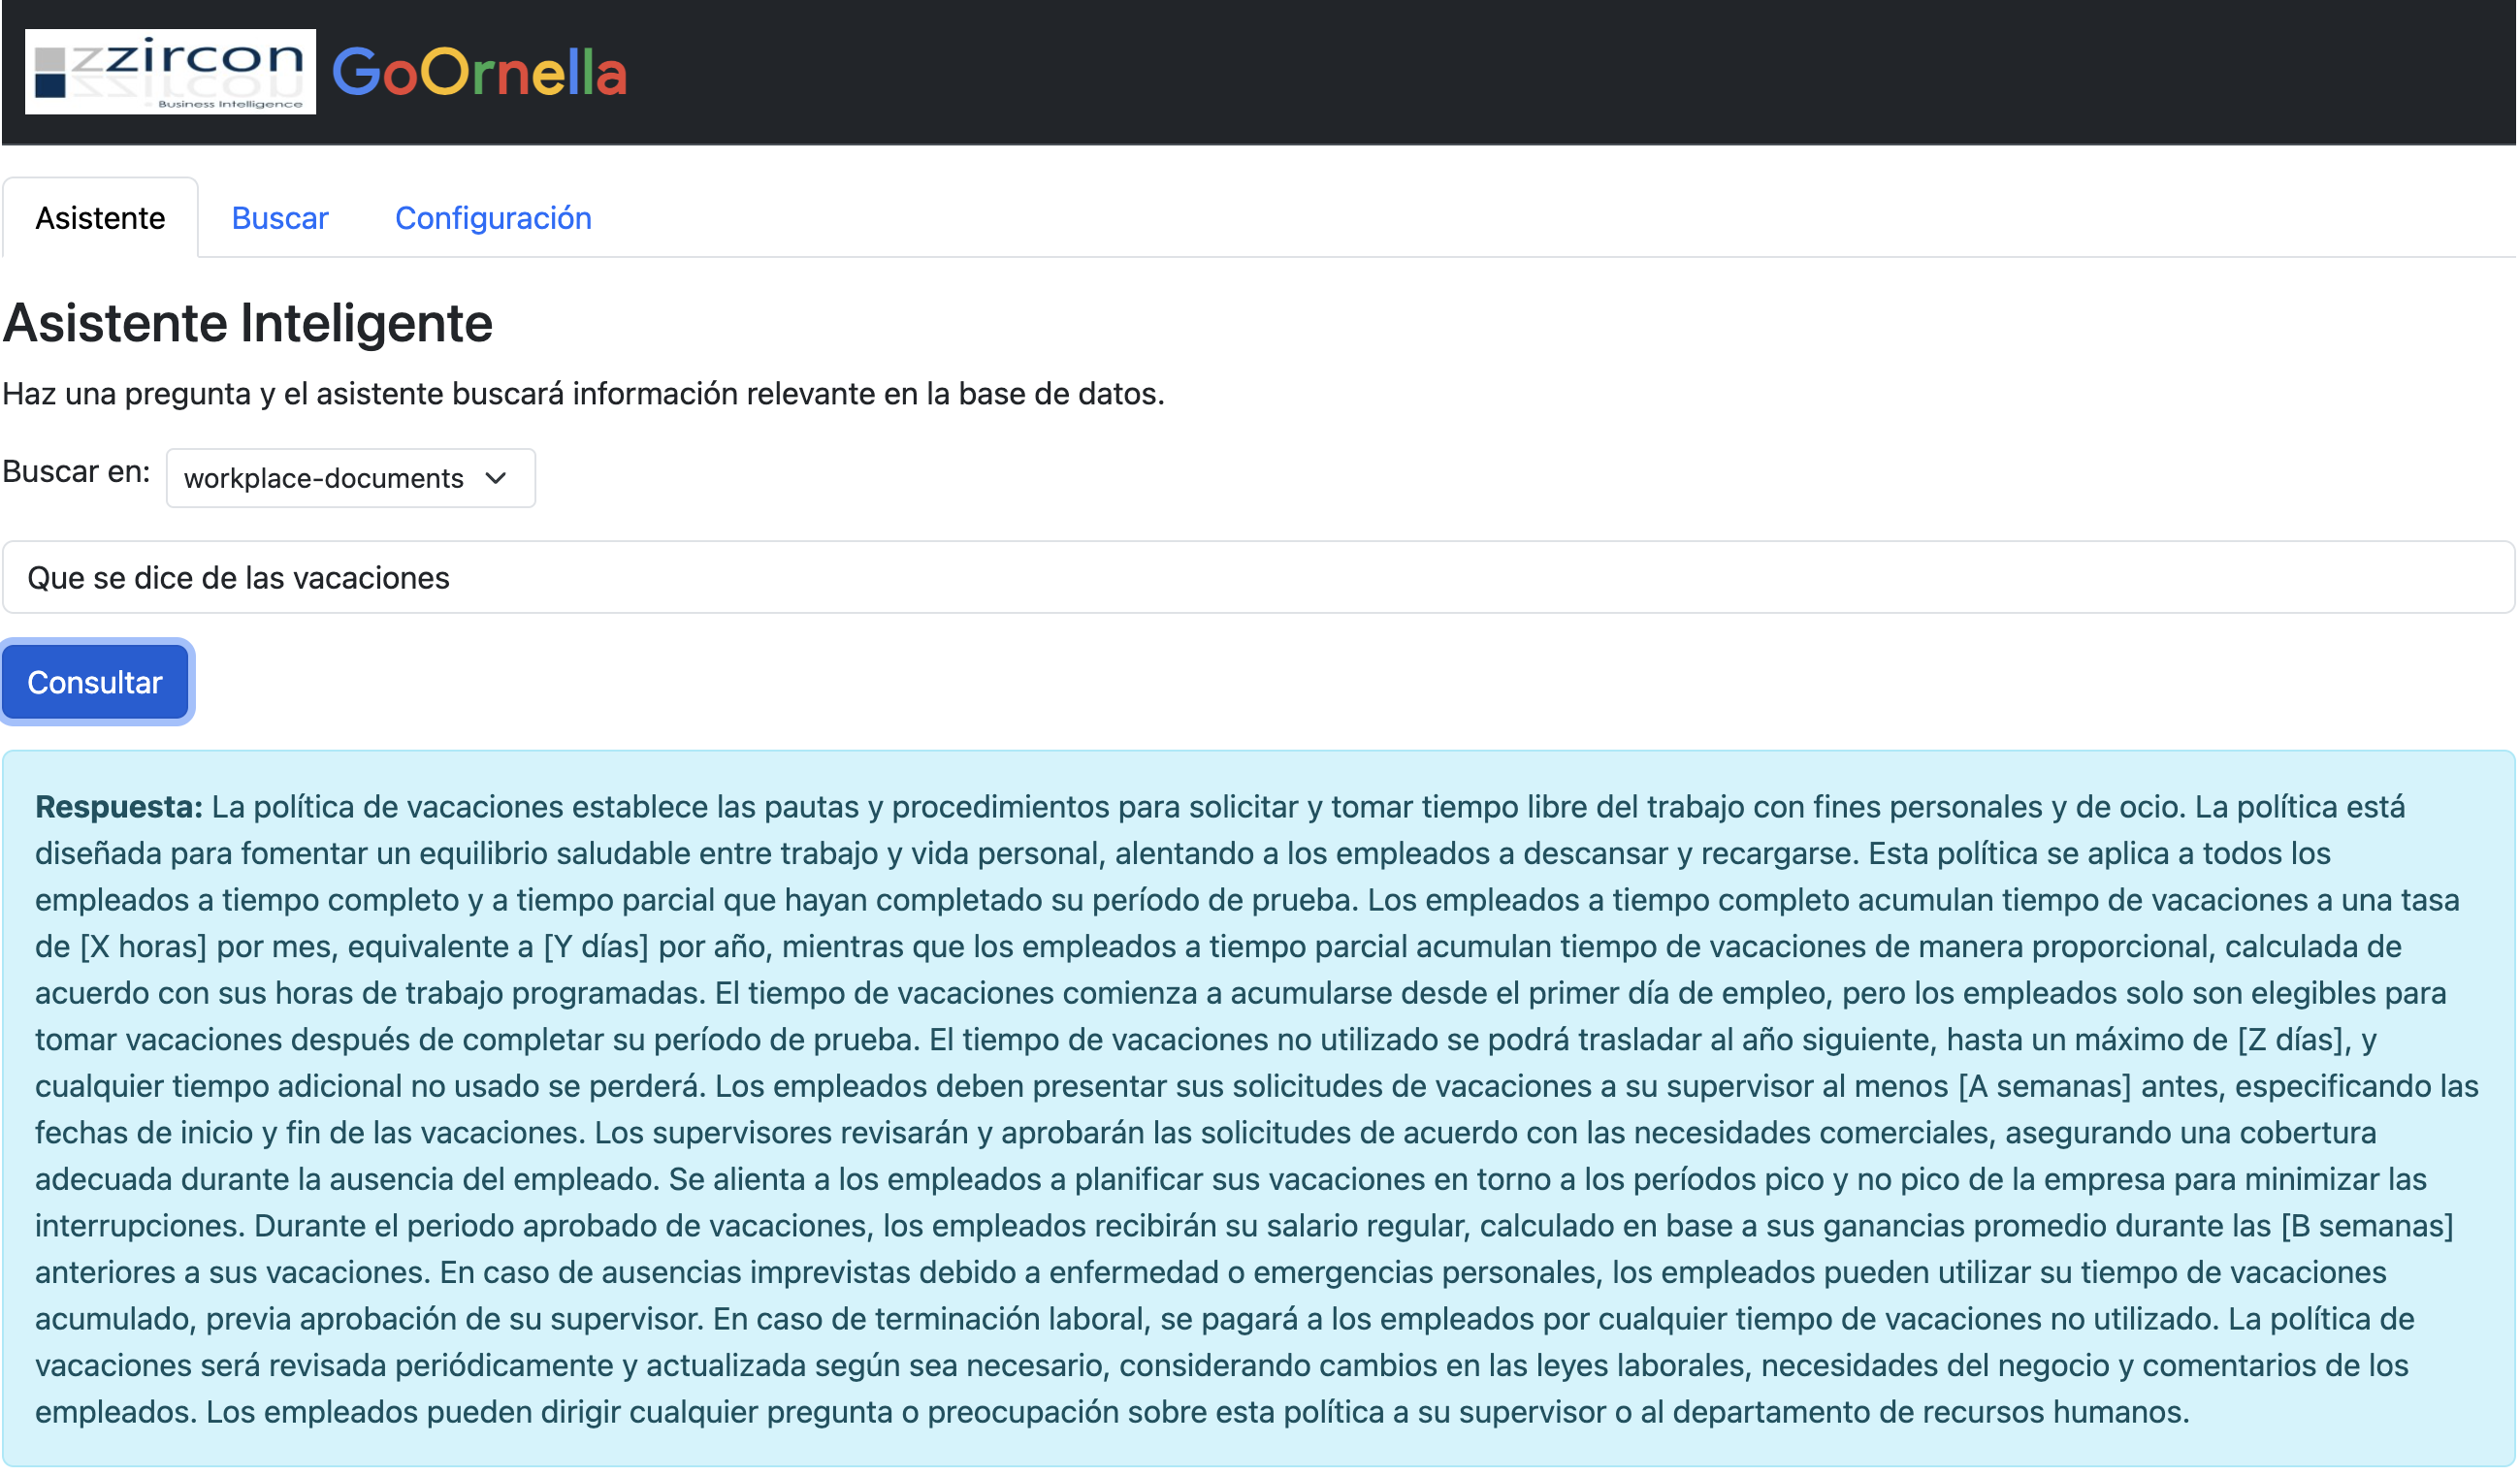 zzircon
Business Intelligence
GoOrnella
Asistente
Buscar
Configuración
Asistente Inteligente
Haz una pregunta y el asistente buscará información relevante en la base de datos.
Buscar en:
workplace-documents
Que se dice de las vacaciones
Consultar
Respuesta: La política de vacaciones establece las pautas y procedimientos para solicitar y tomar tiempo libre del trabajo con fines personales y de ocio. La política está
diseñada para fomentar un equilibrio saludable entre trabajo y vida personal, alentando a los empleados a descansar y recargarse. Esta política se aplica a todos los
empleados a tiempo completo y a tiempo parcial que hayan completado su período de prueba. Los empleados a tiempo completo acumulan tiempo de vacaciones a una tasa
de [X horas] por mes, equivalente a [Y días] por año, mientras que los empleados a tiempo parcial acumulan tiempo de vacaciones de manera proporcional, calculada de
acuerdo con sus horas de trabajo programadas. El tiempo de vacaciones comienza a acumularse desde el primer día de empleo, pero los empleados solo son elegibles para
tomar vacaciones después de completar su período de prueba. El tiempo de vacaciones no utilizado se podrá trasladar al año siguiente, hasta un máximo de [Z días], y
cualquier tiempo adicional no usado se perderá. Los empleados deben presentar sus solicitudes de vacaciones a su supervisor al menos [A semanas] antes, especificando las
fechas de inicio y fin de las vacaciones. Los supervisores revisarán y aprobarán las solicitudes de acuerdo con las necesidades comerciales, asegurando una cobertura
adecuada durante la ausencia del empleado. Se alienta a los empleados a planificar sus vacaciones en torno a los períodos pico y no pico de la empresa para minimizar las
interrupciones. Durante el periodo aprobado de vacaciones, los empleados recibirán su salario regular, calculado en base a sus ganancias promedio durante las [B semanas]
anteriores a sus vacaciones. En caso de ausencias imprevistas debido a enfermedad o emergencias personales, los empleados pueden utilizar su tiempo de vacaciones
acumulado, previa aprobación de su supervisor. En caso de terminación laboral, se pagará a los empleados por cualquier tiempo de vacaciones no utilizado. La política de
vacaciones será revisada periódicamente y actualizada según sea necesario, considerando cambios en las leyes laborales, necesidades del negocio y comentarios de los
empleados. Los empleados pueden dirigir cualquier pregunta o preocupación sobre esta política a su supervisor o al departamento de recursos humanos.